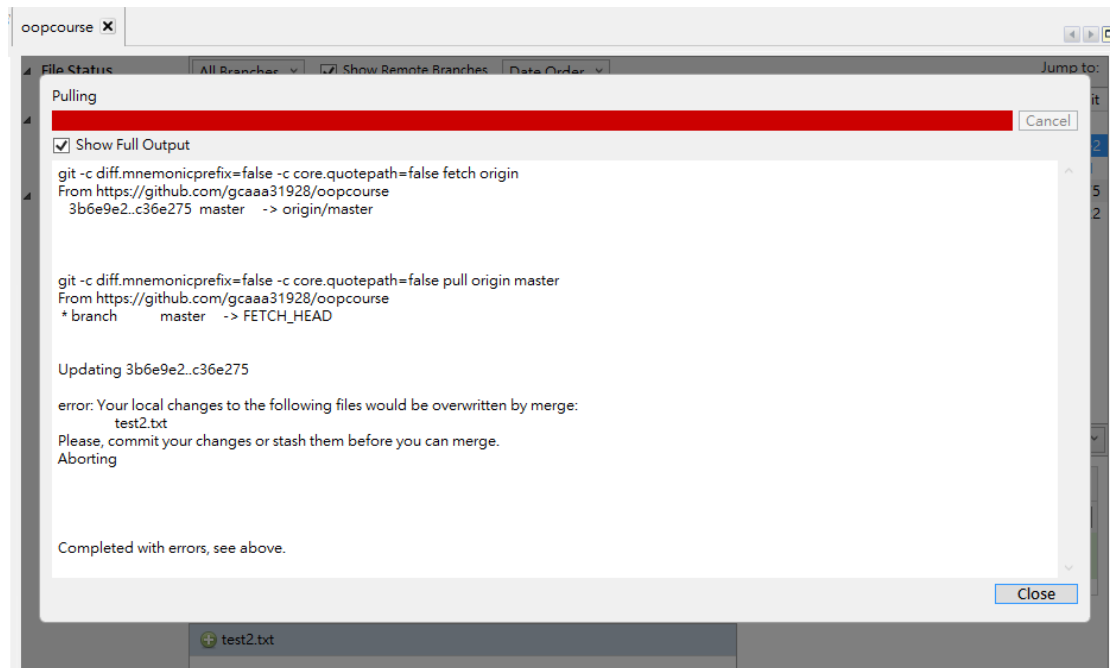 oopcourse
File Status
All Branches
Show Remote Branches
Date Order
Jump to:
Pulling
Cancel
Show Full Output
git -c diff.mnemonicprefix=false -c core.quotepath=false fetch origin
From https://github.com/gcaaa31928/oopcourse
3b6e9e2..c36e275 master -> origin/master
git -c diff.mnemonicprefix=false -c core.quotepath=false pull origin master
From https://github.com/gcaaa31928/oopcourse
* branch master -> FETCH_HEAD
Updating 3b6e9e2..c36e275
error: Your local changes to the following files would be overwritten by merge:
test2.txt
Please, commit your changes or stash them before you can merge.
Aborting
Completed with errors, see above.
Close
test2.txt